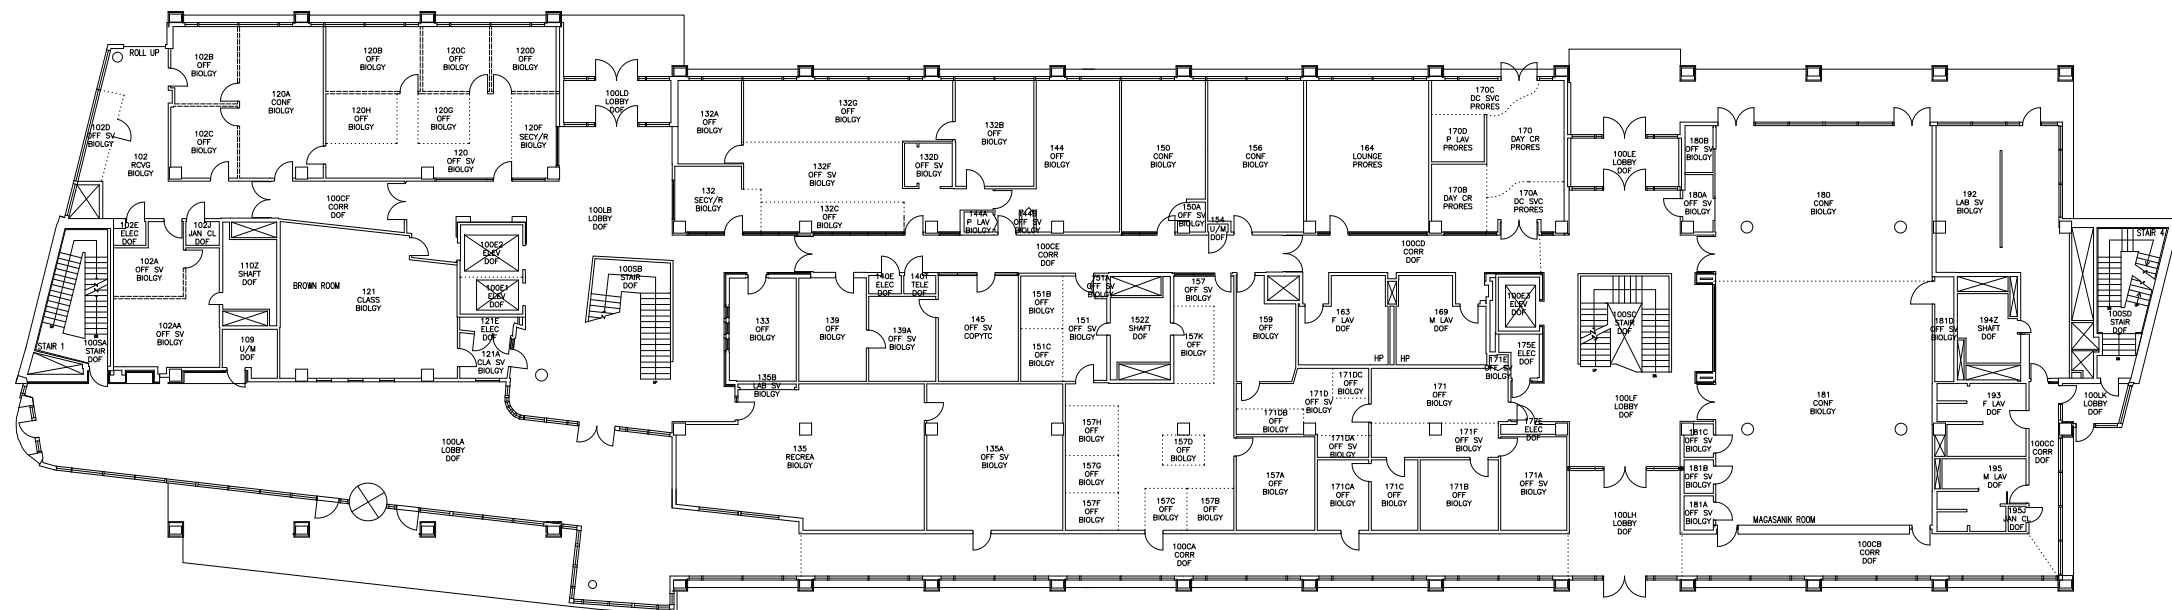 ROLL UP
102B
OFF
BIOLGY
120A
CONF
BIOLGY
120B
OFF
BIOLGY
120C
OFF
BIOLGY
120D
OFF
BIOLGY
100LD
LOBBY
DOF
102D
OFF SV
BIOLGY
102C
OFF
BIOLGY
120H
OFF
BIOLGY
120G
OFF
BIOLGY
120F
SECY/R
BIOLGY
102
RCVG
BIOLGY
120
OFF SV
BIOLGY
132A
OFF
BIOLGY
132G
OFF
BIOLGY
132B
OFF
BIOLGY
132F
OFF SV
BIOLGY
132D
OFF SV
BIOLGY
144
OFF
BIOLGY
150
CONF
BIOLGY
156
CONF
BIOLGY
164
LOUNGE
PRORES
170C
DC SVC
PRORES
170D
P LAV
PRORES
170
DAY CR
PRORES
170B
DAY CR
PRORES
170A
DC SVC
PRORES
100LE
LOBBY
DOF
180B
OFF SV
BIOLGY
180A
OFF SV
BIOLGY
180
CONF
BIOLGY
192
LAB SV
BIOLGY
STAIR 4
100CF
CORR
DOF
100LB
LOBBY
DOF
132
SECY/R
BIOLGY
132C
OFF
BIOLGY
144A
P LAV
BIOLGY
144B
OFF SV
BIOLGY
150A
OFF SV
BIOLGY
154
U/M
DOF
100CE
CORR
DOF
100CD
CORR
DOF
102E
ELEC
DOF
102J
JAN CL
DOF
102A
OFF SV
BIOLGY
110Z
SHAFT
DOF
BROWN ROOM
121
CLASS
BIOLGY
100E2
ELEV
DOF
100E1
ELEV
DOF
121E
ELEC
DOF
121A
CLA SV
BIOLGY
100SB
STAIR
DOF
STAIR 1
100SA
STAIR
DOF
102AA
OFF SV
BIOLGY
109
U/M
DOF
133
OFF
BIOLGY
139
OFF
BIOLGY
140E
ELEC
DOF
140T
TELE
DOF
139A
OFF SV
BIOLGY
145
OFF SV
COPYTC
151B
OFF
BIOLGY
151C
OFF
BIOLGY
151
OFF SV
BIOLGY
151A
OFF SV
BIOLGY
152Z
SHAFT
DOF
157
OFF SV
BIOLGY
157K
OFF
BIOLGY
159
OFF
BIOLGY
163
F LAV
DOF
HP
169
M LAV
DOF
HP
100E3
ELEV
DOF
175E
ELEC
DOF
171E
OFF SV
BIOLGY
100SC
STAIR
DOF
181D
OFF SV
BIOLGY
194Z
SHAFT
DOF
100SD
STAIR
DOF
100LA
LOBBY
DOF
135B
LAB SV
BIOLGY
135
RECREA
BIOLGY
135A
OFF SV
BIOLGY
157H
OFF
BIOLGY
157D
OFF
BIOLGY
157G
OFF
BIOLGY
157F
OFF
BIOLGY
157C
OFF
BIOLGY
157B
OFF
BIOLGY
157A
OFF
BIOLGY
171DB
OFF
BIOLGY
171D
OFF SV
BIOLGY
171DC
OFF
BIOLGY
171DA
OFF SV
BIOLGY
171
OFF
BIOLGY
171F
OFF SV
BIOLGY
ELEC
DOF
171CA
OFF
BIOLGY
171C
OFF
BIOLGY
171B
OFF
BIOLGY
171A
OFF SV
BIOLGY
100LF
LOBBY
DOF
181
CONF
BIOLGY
181C
OFF SV
BIOLGY
181B
OFF SV
BIOLGY
181A
OFF SV
BIOLGY
193
F LAV
DOF
100LK
LOBBY
DOF
100CC
CORR
DOF
195
M LAV
DOF
195J
JAN CL
DOF
MAGASANIK ROOM
100LH
LOBBY
DOF
100CA
CORR
DOF
100CB
CORR
DOF